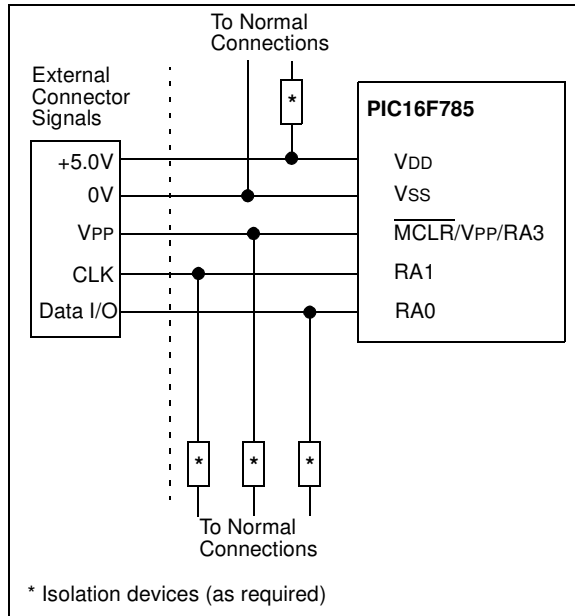 To Normal
Connections
External
Connector
Signals
*
PIC16F785
+5.0V
VDD
0V
VSS
VPP
MCLR/VPP/RA3
CLK
RA1
Data I/O
RA0
*
*
*
To Normal
Connections
* Isolation devices (as required)